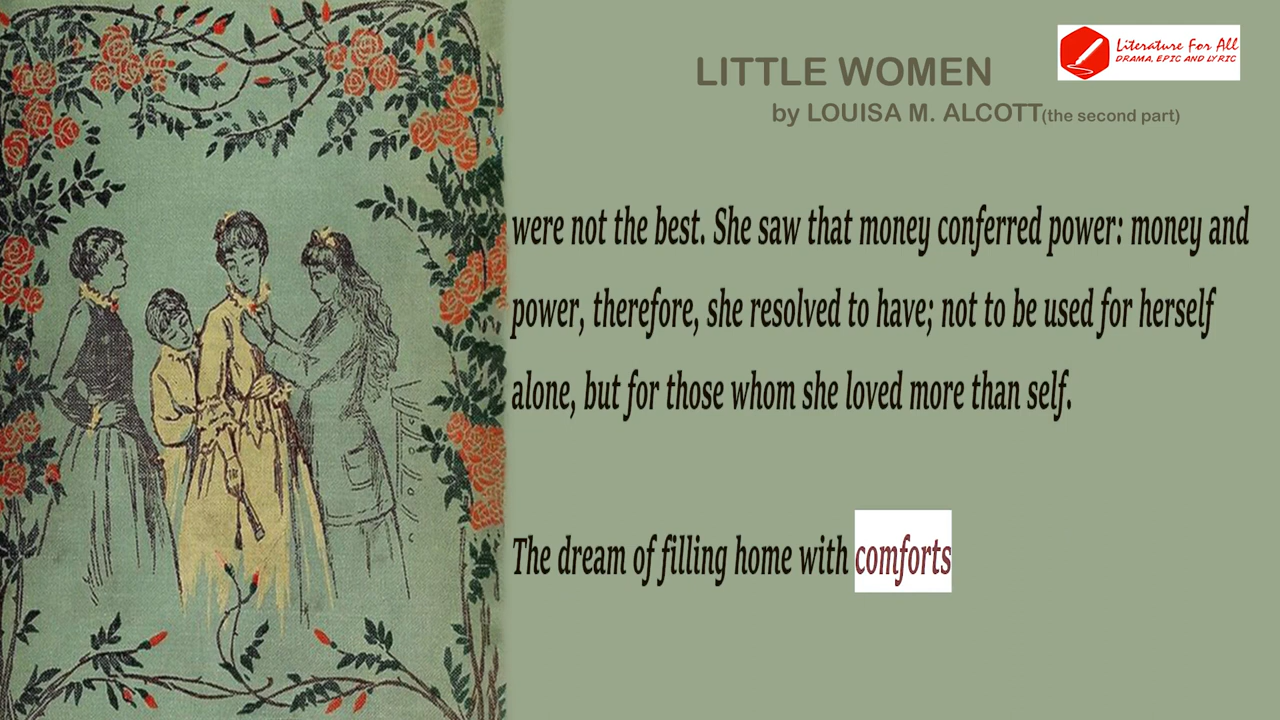 LITTLE WOMEN
by LOUISA M. ALCOTT(the second part)
Literature For All
DRAMA, EPIC AND LYRIC
were not the best. She saw that money conferred power: money and
power, therefore, she resolved to have; not to be used for herself
alone, but for those whom she loved more than self.
The dream of filling home with comforts